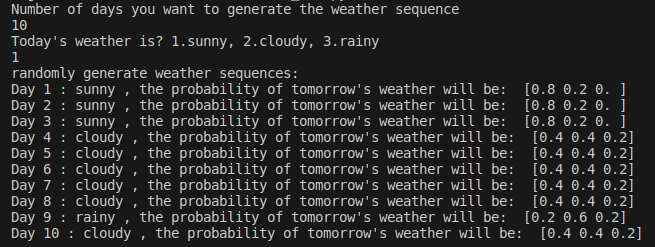 Number of days you want to generate the weather sequence
10
Today's weather is? 1.sunny, 2.cloudy, 3.rainy
1
randomly generate weather sequences:
Day 1 : sunny , the probability of tomorrow's weather will be:  [0.8 0.2 0. ]
Day 2 : sunny , the probability of tomorrow's weather will be:  [0.8 0.2 0. ]
Day 3 : sunny , the probability of tomorrow's weather will be:  [0.8 0.2 0. ]
Day 4 : cloudy , the probability of tomorrow's weather will be:  [0.4 0.4 0.2]
Day 5 : cloudy , the probability of tomorrow's weather will be:  [0.4 0.4 0.2]
Day 6 : cloudy , the probability of tomorrow's weather will be:  [0.4 0.4 0.2]
Day 7 : cloudy , the probability of tomorrow's weather will be:  [0.4 0.4 0.2]
Day 8 : cloudy , the probability of tomorrow's weather will be:  [0.4 0.4 0.2]
Day 9 : rainy , the probability of tomorrow's weather will be:  [0.2 0.6 0.2]
Day 10 : cloudy , the probability of tomorrow's weather will be:  [0.4 0.4 0.2]